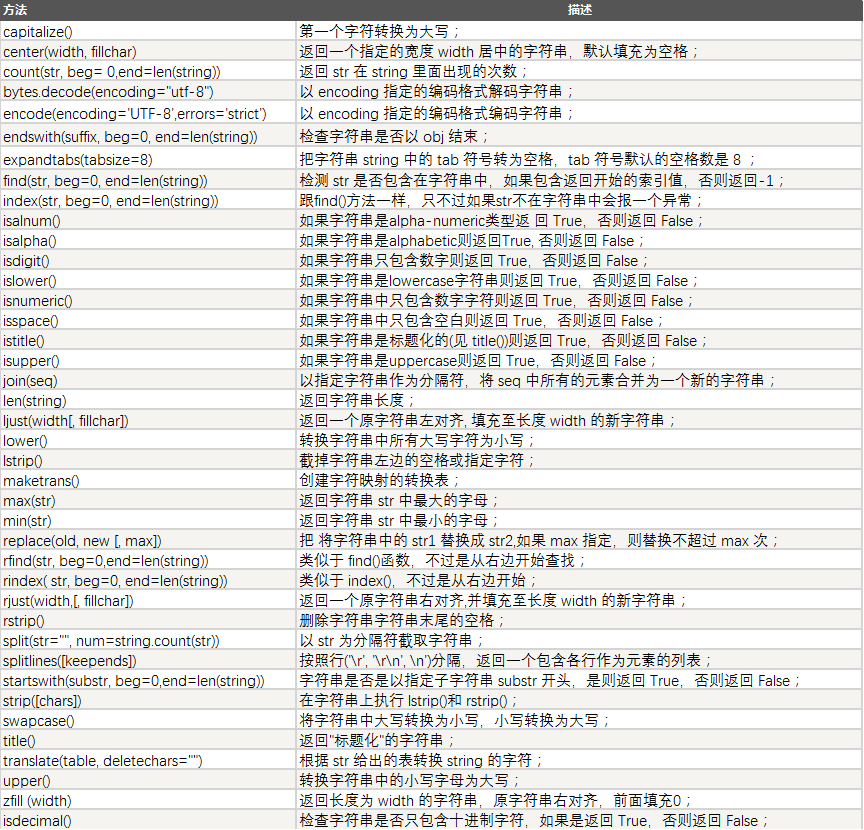 方法 描述
capitalize() 第一个字符转换为大写；
center(width, fillchar) 返回一个指定的宽度 width 居中的字符串，默认填充为空格；
count(str, beg= 0,end=len(string)) 返回 str 在 string 里面出现的次数；
bytes.decode(encoding="utf-8") 以 encoding 指定的编码格式解码字符串；
encode(encoding='UTF-8',errors='strict') 以 encoding 指定的编码格式编码字符串；
endswith(suffix, beg=0, end=len(string)) 检查字符串是否以 obj 结束；
expandtabs(tabsize=8) 把字符串 string 中的 tab 符号转为空格，tab 符号默认的空格数是 8 ；
find(str, beg=0, end=len(string)) 检测 str 是否包含在字符串中，如果包含返回开始的索引值，否则返回-1；
index(str, beg=0, end=len(string)) 跟find()方法一样，只不过如果str不在字符串中会报一个异常；
isalnum() 如果字符串是alpha-numeric类型返 回 True，否则返回 False；
isalpha() 如果字符串是alphabetic则返回True, 否则返回 False；
isdigit() 如果字符串只包含数字则返回 True，否则返回 False；
islower() 如果字符串是lowercase字符串则返回 True，否则返回 False；
isnumeric() 如果字符串中只包含数字字符则返回 True，否则返回 False；
isspace() 如果字符串中只包含空白则返回 True，否则返回 False；
istitle() 如果字符串是标题化的(见 title())则返回 True，否则返回 False；
isupper() 如果字符串是uppercase则返回 True，否则返回 False；
join(seq) 以指定字符串作为分隔符，将 seq 中所有的元素合并为一个新的字符串；
len(string) 返回字符串长度；
ljust(width[, fillchar]) 返回一个原字符串左对齐, 填充至长度 width 的新字符串；
lower() 转换字符串中所有大写字符为小写；
lstrip() 截掉字符串左边的空格或指定字符；
maketrans() 创建字符映射的转换表；
max(str) 返回字符串 str 中最大的字母；
min(str) 返回字符串 str 中最小的字母；
replace(old, new [, max]) 把 将字符串中的 str1 替换成 str2,如果 max 指定，则替换不超过 max 次；
rfind(str, beg=0,end=len(string)) 类似于 find()函数，不过是从右边开始查找；
rindex( str, beg=0, end=len(string)) 类似于 index()，不过是从右边开始；
rjust(width,[, fillchar]) 返回一个原字符串右对齐,并填充至长度 width 的新字符串；
rstrip() 删除字符串字符串末尾的空格；
split(str="", num=string.count(str)) 以 str 为分隔符截取字符串；
splitlines([keepends]) 按照行('\r', '\r\n', \n')分隔，返回一个包含各行作为元素的列表；
startswith(substr, beg=0,end=len(string)) 字符串是否是以指定子字符串 substr 开头，是则返回 True，否则返回 False；
strip([chars]) 在字符串上执行 lstrip()和 rstrip()；
swapcase() 将字符串中大写转换为小写，小写转换为大写；
title() 返回"标题化"的字符串；
translate(table, deletechars="") 根据 str 给出的表转换 string 的字符；
upper() 转换字符串中的小写字母为大写；
zfill (width) 返回长度为 width 的字符串，原字符串右对齐，前面填充0；
isdecimal() 检查字符串是否只包含十进制字符，如果是返回 True，否则返回 False；